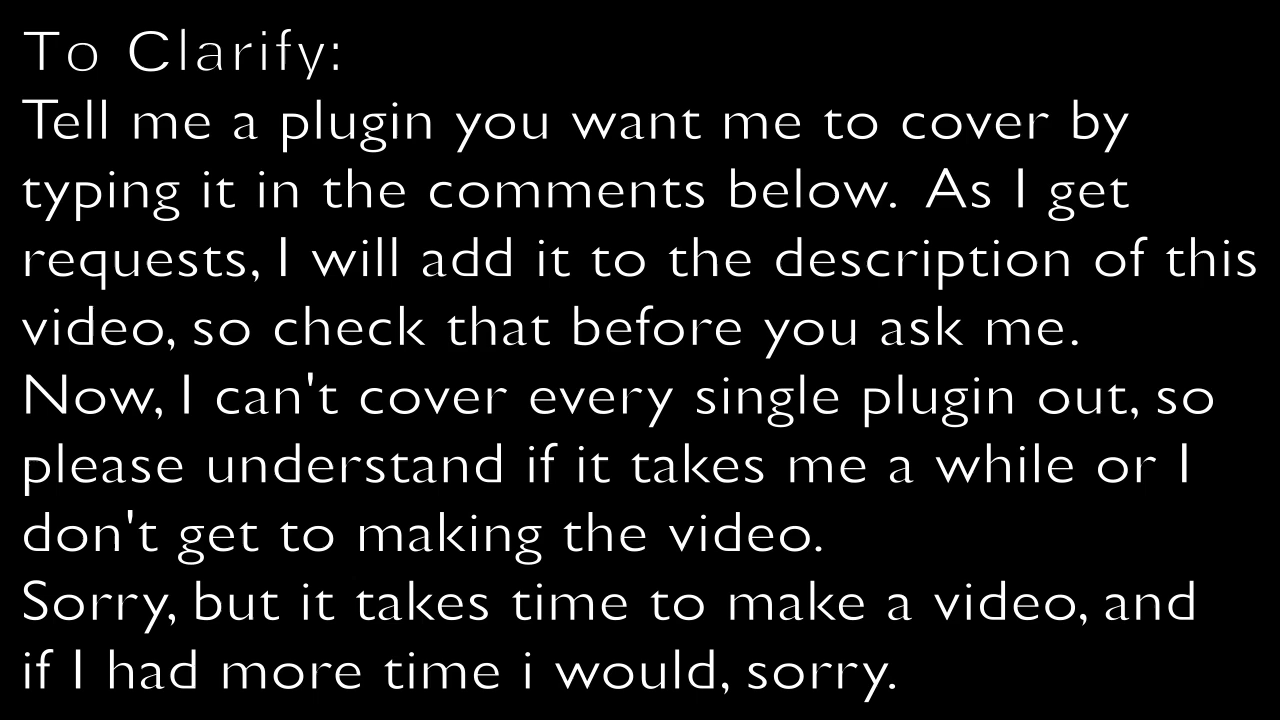 To Clarify:
Tell me a plugin you want me to cover by
typing it in the comments below.  As I get
requests, I will add it to the description of this
video, so check that before you ask me.
Now, I can't cover every single plugin out, so
please understand if it takes me a while or I
don't get to making the video.
Sorry, but it takes time to make a video, and
if I had more time i would, sorry.